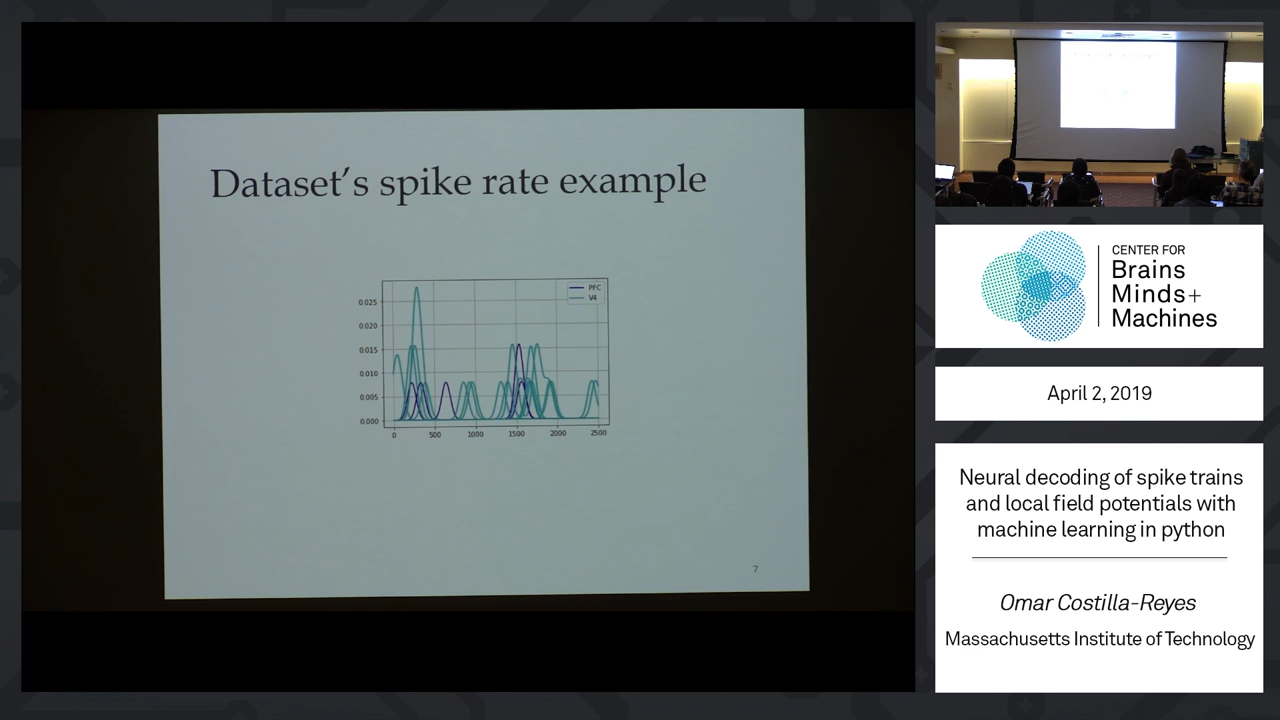 Dataset's spike rate example
PFC
V4
0.025
0.020
0.015
0.010
0.005
0.000
0
500
1000
1500
2000
2500
7
CENTER FOR
Brains
Minds+
Machines
April 2, 2019
Neural decoding of spike trains
and local field potentials with
machine learning in python
Omar Costilla-Reyes
Massachusetts Institute of Technology